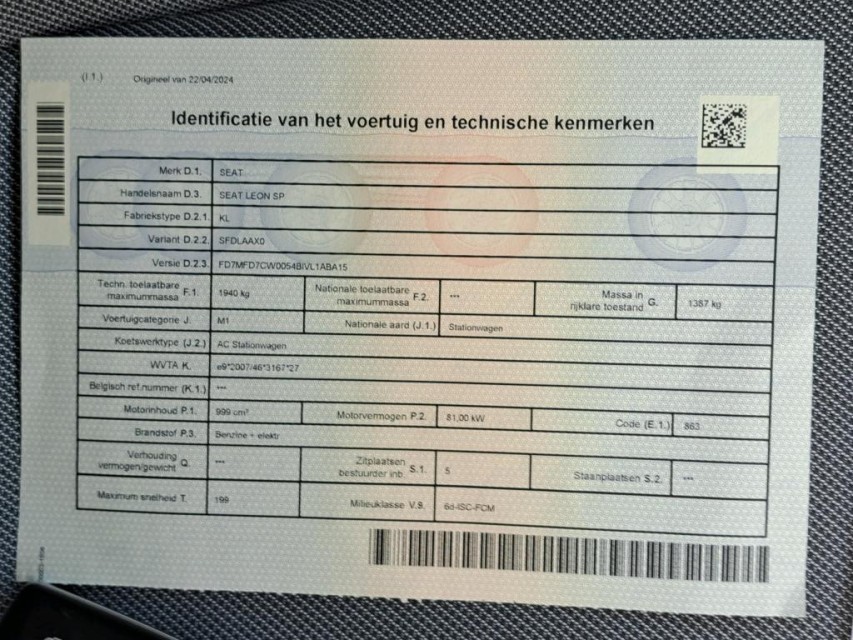 (I.1.) Origineel van 22/04/2024
Identificatie van het voertuig en technische kenmerken
Merk D.1. SEAT
Handelsnaam D.3. SEAT LEON SP
Fabriekstype D.2.1. KL
Variant D.2.2. SFDLAAX0
Versie D.2.3. FD7MFD7CW0054BIVL1ABA15
Techn. toelaatbare maximummassa F.1. 1940 kg Nationale toelaatbare maximummassa F.2. --- Massa in rijklare toestand G. 1387 kg
Voertuigcategorie J. M1 Nationale aard (J.1.) Stationwagen
Koetswerktype (J.2.) AC Stationwagen
WVTA K. e9*2007/46*3167*27
Belgisch ref.nummer (K.1.) ---
Motorinhoud P.1. 999 cm³ Motorvermogen P.2. 81,00 kW Code (E.1.) 863
Brandstof P.3. Benzine + elektr
Verhouding vermogen/gewicht Q. --- Zitplaatsen bestuurder inb. S.1. 5 Staanplaatsen S.2. ---
Maximum snelheid T. 199 Milieuklasse V.9. 6d-ISC-FCM